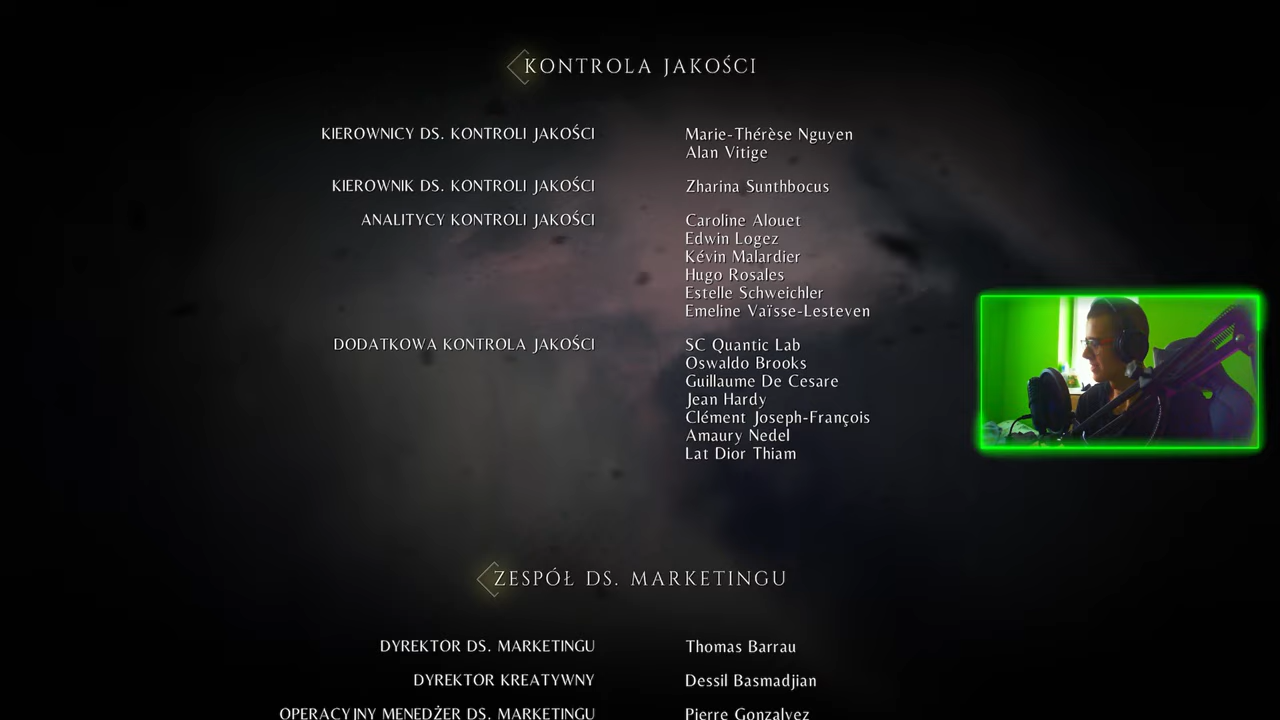 KONTROLA JAKOŚCI
KIEROWNICY DS. KONTROLI JAKOŚCI Marie-Thérèse Nguyen
Alan Vitige
KIEROWNIK DS. KONTROLI JAKOŚCI Zharina Sunthbocus
ANALITYCY KONTROLI JAKOŚCI Caroline Alouet
Edwin Logez
Kévin Malardier
Hugo Rosales
Estelle Schweichler
Emeline Vaïsse-Lesteven
DODATKOWA KONTROLA JAKOŚCI SC Quantic Lab
Oswaldo Brooks
Guillaume De Cesare
Jean Hardy
Clément Joseph-François
Amaury Nedel
Lat Dior Thiam
ZESPÓŁ DS. MARKETINGU
DYREKTOR DS. MARKETINGU Thomas Barrau
DYREKTOR KREATYWNY Dessil Basmadjian
OPERACYJNY MENEDŻER DS. MARKETINGU Pierre Gonzalvez